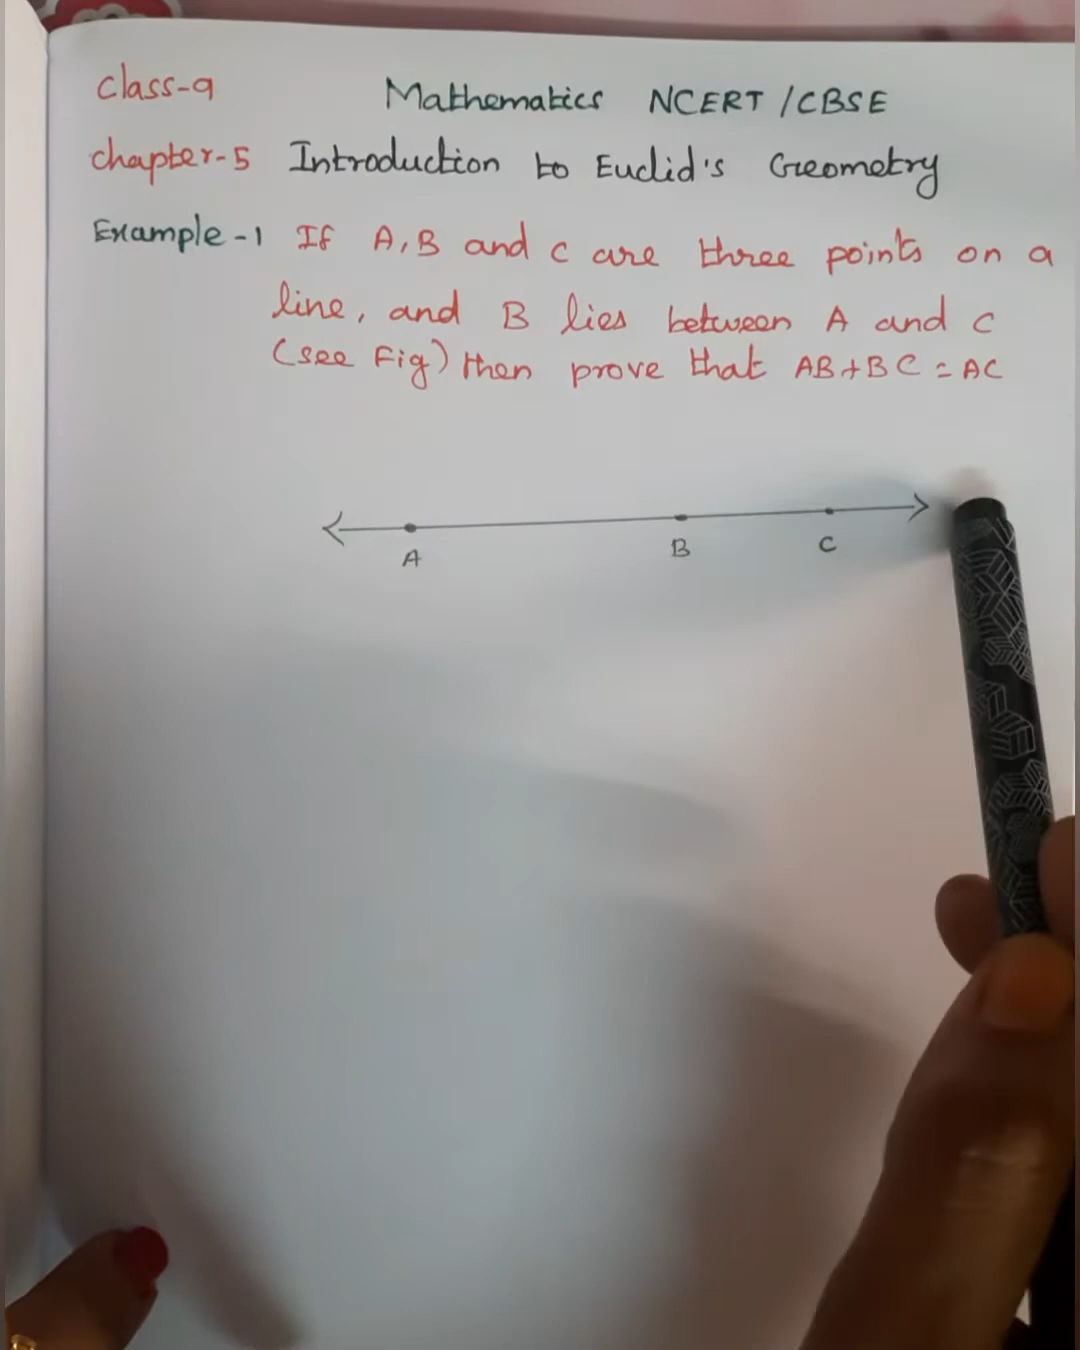 Class-9 Mathematics NCERT / CBSE
Chapter-5 Introduction to Euclid's Geometry
Example-1 If A, B and C are three points on a
line, and B lies between A and C
(see Fig) then prove that AB+BC=AC
A B C